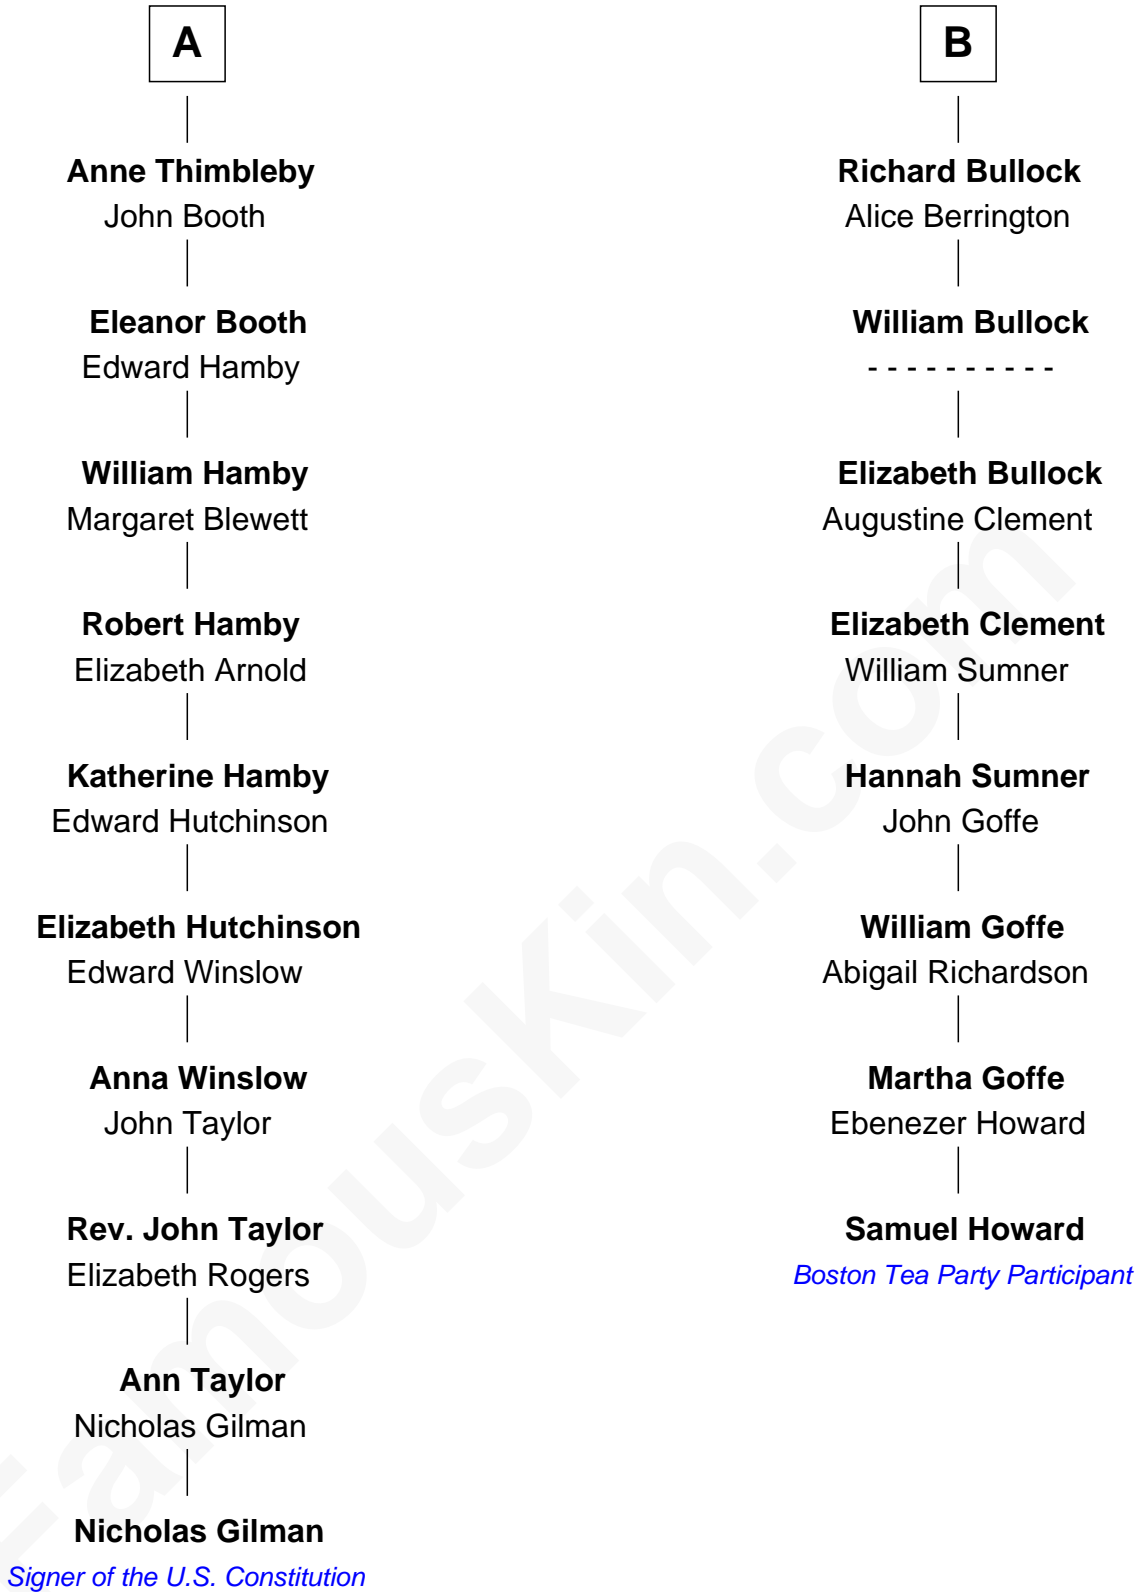 A
Anne Thimbleby
John Booth
Eleanor Booth
Edward Hamby
William Hamby
Margaret Blewett
Robert Hamby
Elizabeth Arnold
Katherine Hamby
Edward Hutchinson
Elizabeth Hutchinson
Edward Winslow
Anna Winslow
John Taylor
Rev. John Taylor
Elizabeth Rogers
Ann Taylor
Nicholas Gilman
Nicholas Gilman
Signer of the U.S. Constitution
B
Richard Bullock
Alice Berrington
William Bullock
- - - - - - - - - -
Elizabeth Bullock
Augustine Clement
Elizabeth Clement
William Sumner
Hannah Sumner
John Goffe
William Goffe
Abigail Richardson
Martha Goffe
Ebenezer Howard
Samuel Howard
Boston Tea Party Participant
FamousKin.com